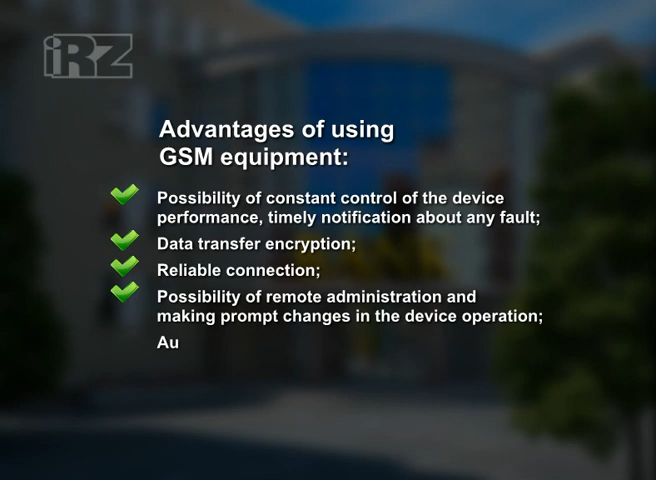 iRZ
Advantages of using
GSM equipment:
Possibility of constant control of the device
performance, timely notification about any fault;
Data transfer encryption;
Reliable connection;
Possibility of remote administration and
making prompt changes in the device operation;
Au